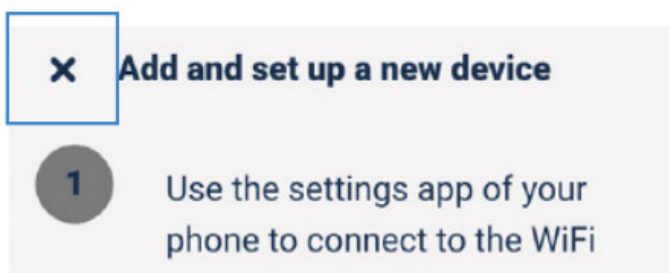 × Add and set up a new device
1
Use the settings app of your
phone to connect to the WiFi